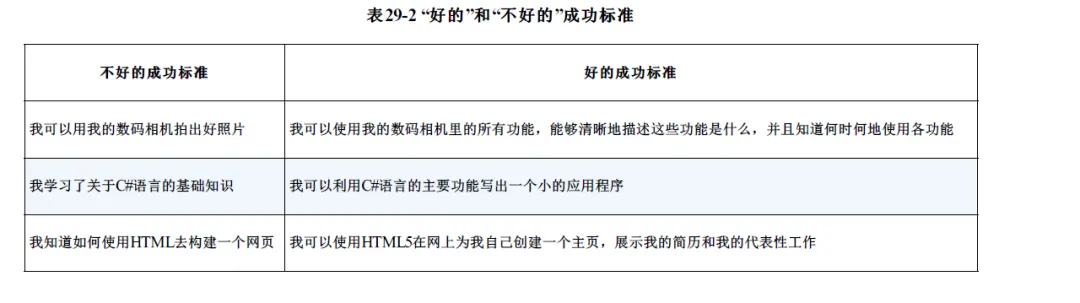 表29-2 “好的”和“不好的”成功标准
不好的成功标准
好的成功标准
我可以用我的数码相机拍出好照片
我可以使用我的数码相机里的所有功能，能够清晰地描述这些功能是什么，并且知道何时何地使用各功能
我学习了关于C#语言的基础知识
我可以利用C#语言的主要功能写出一个小的应用程序
我知道如何使用HTML去构建一个网页
我可以使用HTML5在网上为我自己创建一个主页，展示我的简历和我的代表性工作